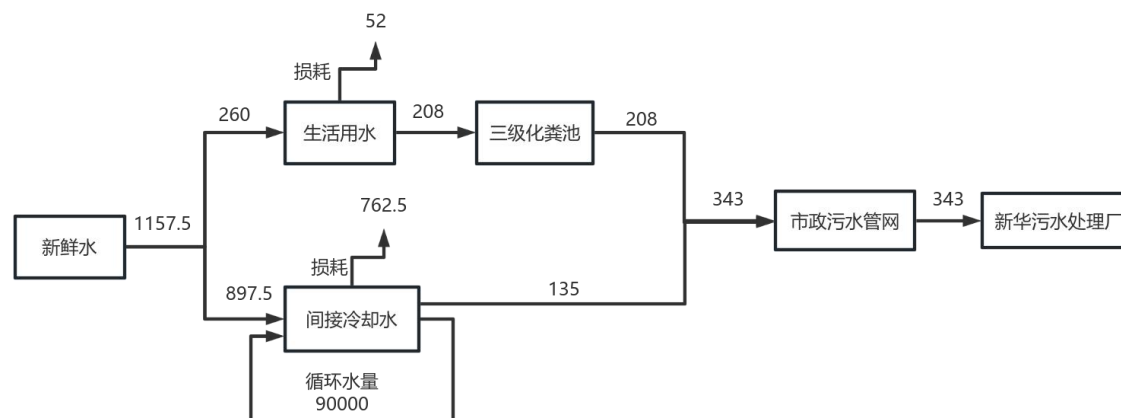 52
损耗
260
生活用水
208
三级化粪池
208
新鲜水
1157.5
762.5
损耗
343
市政污水管网
343
新华污水处理厂
897.5
间接冷却水
135
循环水量
90000